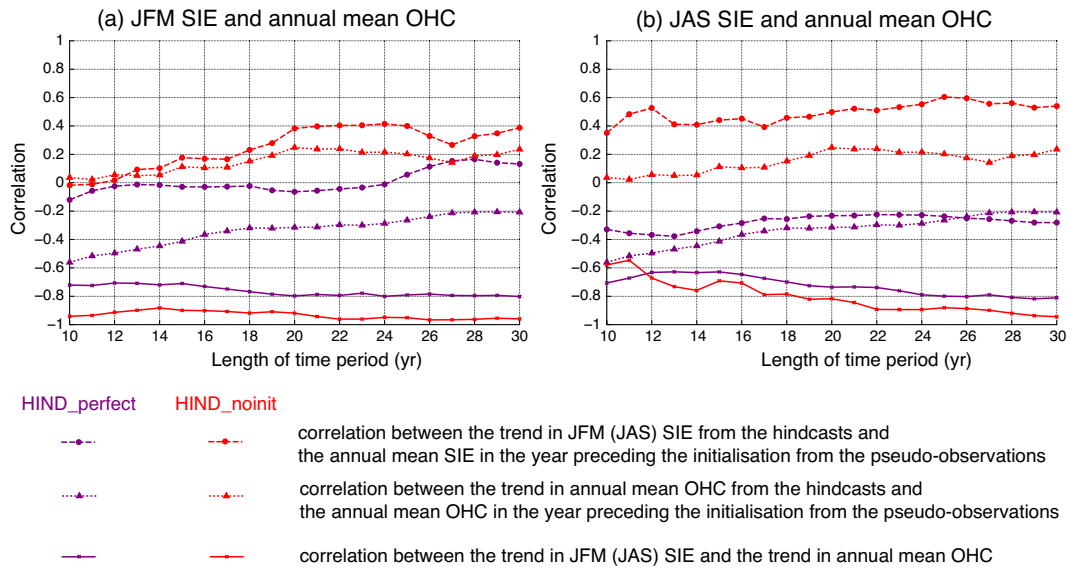 (a) JFM SIE and annual mean OHC
(b) JAS SIE and annual mean OHC
Correlation
1
0.8
0.6
0.4
0.2
0
−0.2
−0.4
−0.6
−0.8
−1
10 12 14 16 18 20 22 24 26 28 30
Length of time period (yr)
Correlation
1
0.8
0.6
0.4
0.2
0
−0.2
−0.4
−0.6
−0.8
−1
10 12 14 16 18 20 22 24 26 28 30
Length of time period (yr)
HIND_perfect HIND_noinit
correlation between the trend in JFM (JAS) SIE from the hindcasts and
the annual mean SIE in the year preceding the initialisation from the pseudo-observations
correlation between the trend in annual mean OHC from the hindcasts and
the annual mean OHC in the year preceding the initialisation from the pseudo-observations
correlation between the trend in JFM (JAS) SIE and the trend in annual mean OHC